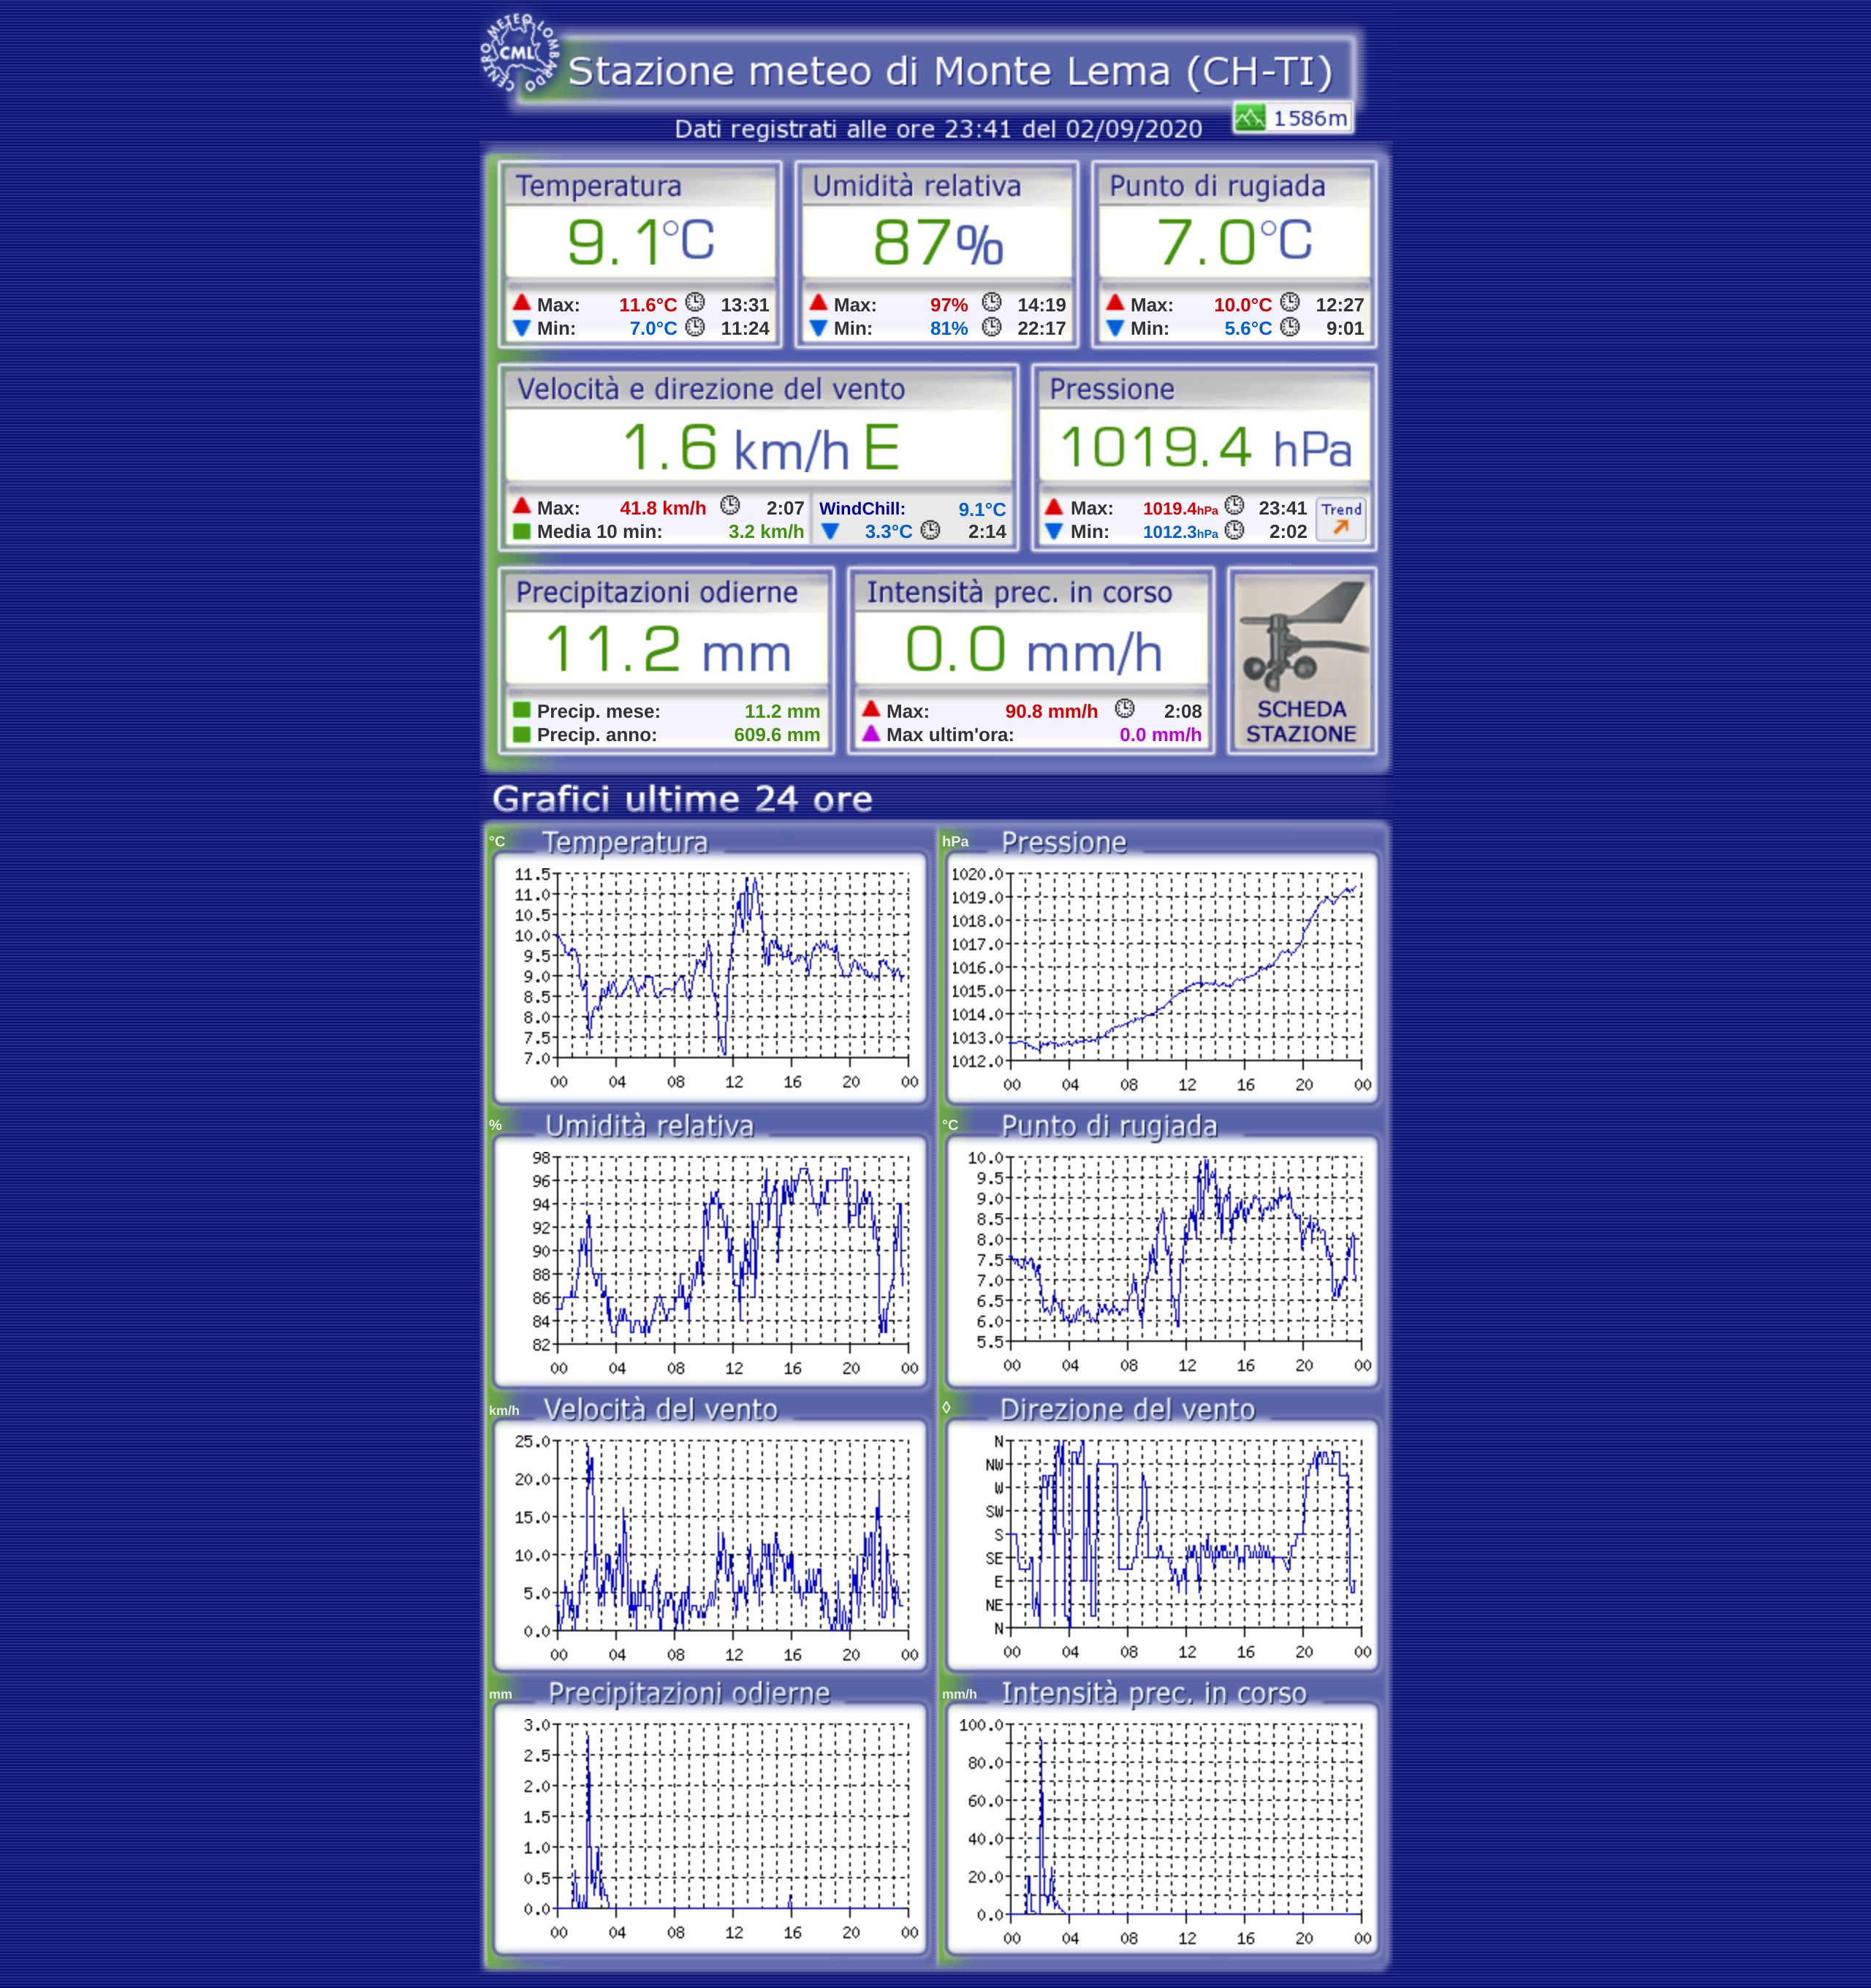 CENTRO METEO LOMBARDO
CML
Stazione meteo di Monte Lema (CH-TI)
1586m
Dati registrati alle ore 23:41 del 02/09/2020
Temperatura Umidità relativa Punto di rugiada
9.1°C 87% 7.0°C
Max: 11.6°C 13:31 Max: 97% 14:19 Max: 10.0°C 12:27
Min: 7.0°C 11:24 Min: 81% 22:17 Min: 5.6°C 9:01
Velocità e direzione del vento Pressione
1.6 km/h E 1019.4 hPa
Max: 41.8 km/h 2:07 WindChill: 9.1°C Max: 1019.4hPa 23:41 Trend
Media 10 min: 3.2 km/h 3.3°C 2:14 Min: 1012.3hPa 2:02
Precipitazioni odierne Intensità prec. in corso
11.2 mm 0.0 mm/h
Precip. mese: 11.2 mm Max: 90.8 mm/h 2:08 SCHEDA
Precip. anno: 609.6 mm Max ultim'ora: 0.0 mm/h STAZIONE
Grafici ultime 24 ore
°C Temperatura hPa Pressione
11.5 1020.0
11.0 1019.0
10.5 1018.0
10.0 1017.0
9.5 1016.0
9.0 1015.0
8.5 1014.0
8.0 1013.0
7.5 1012.0
7.0
00 04 08 12 16 20 00 00 04 08 12 16 20 00
% Umidità relativa °C Punto di rugiada
98 10.0
96 9.5
94 9.0
92 8.5
90 8.0
88 7.5
86 7.0
84 6.5
82 6.0
5.5
00 04 08 12 16 20 00 00 04 08 12 16 20 00
km/h Velocità del vento ◊ Direzione del vento
25.0 N
20.0 NW
15.0 W
10.0 SW
5.0 S
0.0 SE
E
NE
N
00 04 08 12 16 20 00 00 04 08 12 16 20 00
mm Precipitazioni odierne mm/h Intensità prec. in corso
3.0 100.0
2.5 80.0
2.0 60.0
1.5 40.0
1.0 20.0
0.5 0.0
0.0
00 04 08 12 16 20 00 00 04 08 12 16 20 00